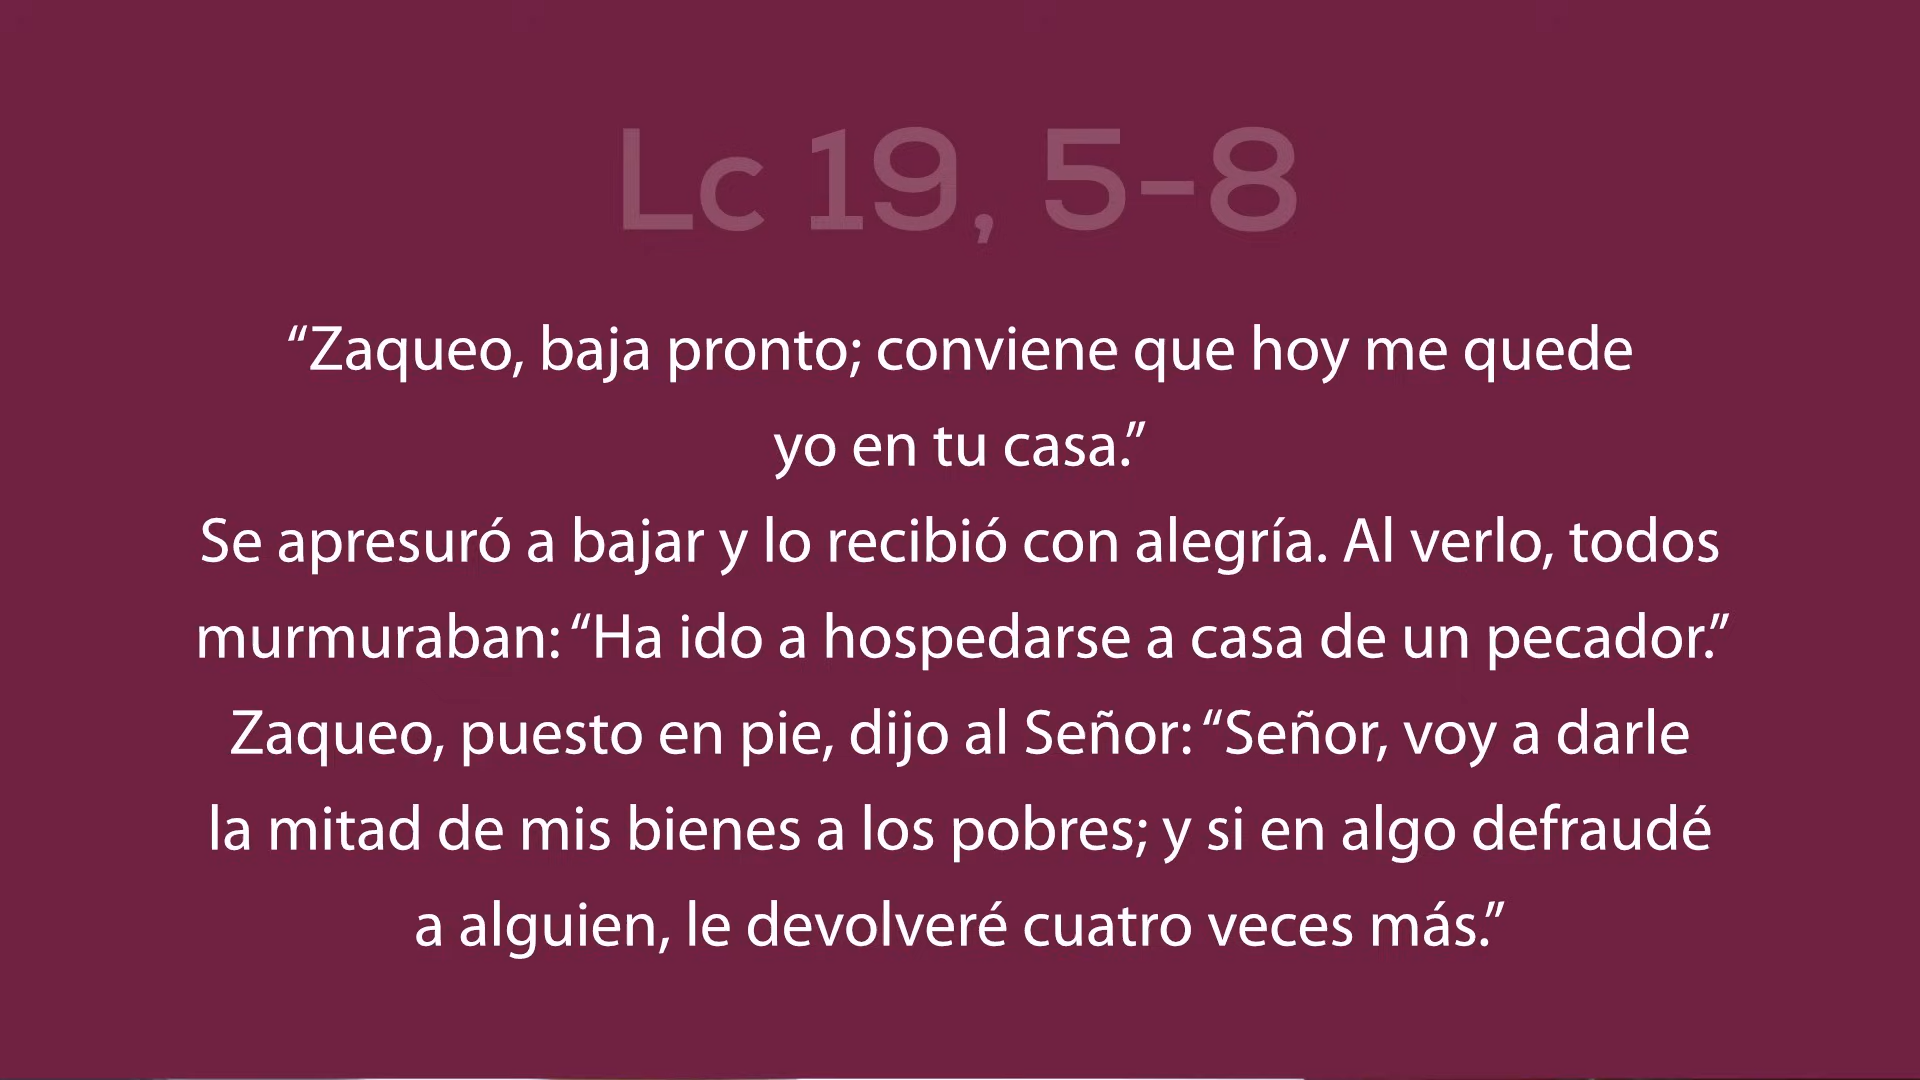 Lc 19, 5-8
“Zaqueo, baja pronto; conviene que hoy me quede
yo en tu casa.”
Se apresuró a bajar y lo recibió con alegría. Al verlo, todos
murmuraban: “Ha ido a hospedarse a casa de un pecador.”
Zaqueo, puesto en pie, dijo al Señor: “Señor, voy a darle
la mitad de mis bienes a los pobres; y si en algo defraudé
a alguien, le devolveré cuatro veces más.”